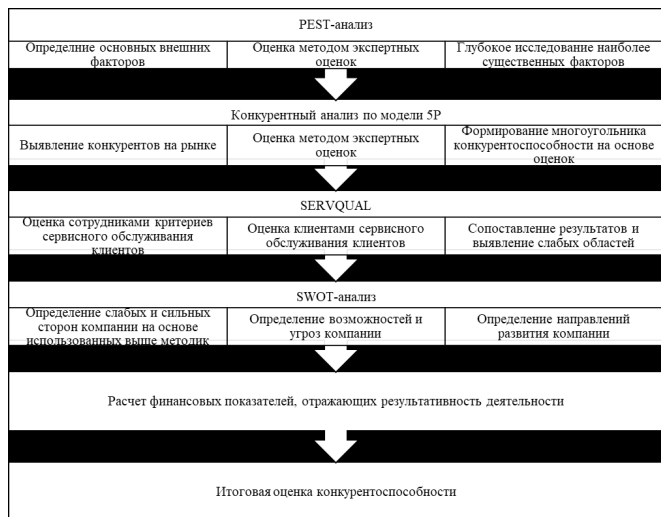 PEST-анализ
Определние основных внешних
факторов
Оценка методом экспертных
оценок
Глубокое исследование наиболее
существенных факторов
Конкурентный анализ по модели 5P
Выявление конкурентов на рынке
Оценка методом экспертных
оценок
Формирование многоугольника
конкурентоспособности на основе
оценок
SERVQUAL
Оценка сотрудниками критериев
сервисного обслуживания
клиентов
Оценка клиентами сервисного
обслуживания клиентов
Сопоставление результатов и
выявление слабых областей
SWOT-анализ
Определение слабых и сильных
сторон компании на основе
использованных выше методик
Определение возможностей и
угроз компании
Определение направлений
развития компании
Расчет финансовых показателей, отражающих результативность деятельности
Итоговая оценка конкурентоспособности